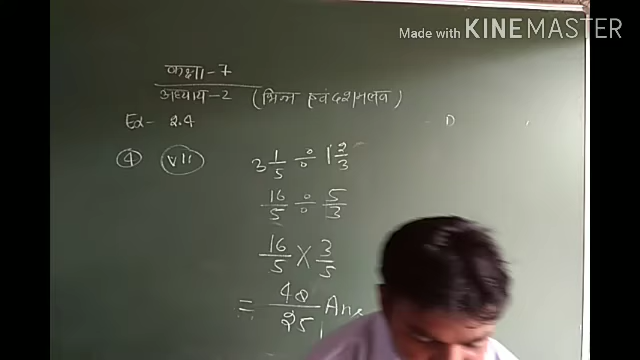 Made with KINEMASTER
कक्षा-7
अध्याय-2 (भिन्न एवं दशमलव)
Ex- 2.4
④ (vii) 3 1/5 ÷ 1 2/3
16/5 ÷ 5/3
16/5 × 3/5
= 48/25 Ans